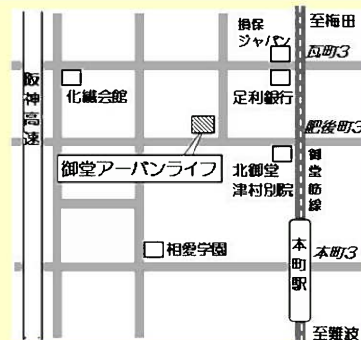 損保
ジャパン
至梅田
瓦町3
阪神高速
化繊会館
足利銀行
肥後町3
御堂アーバンライフ
北御堂
津村別院
御堂筋線
相愛学園
本町駅
本町3
至難波